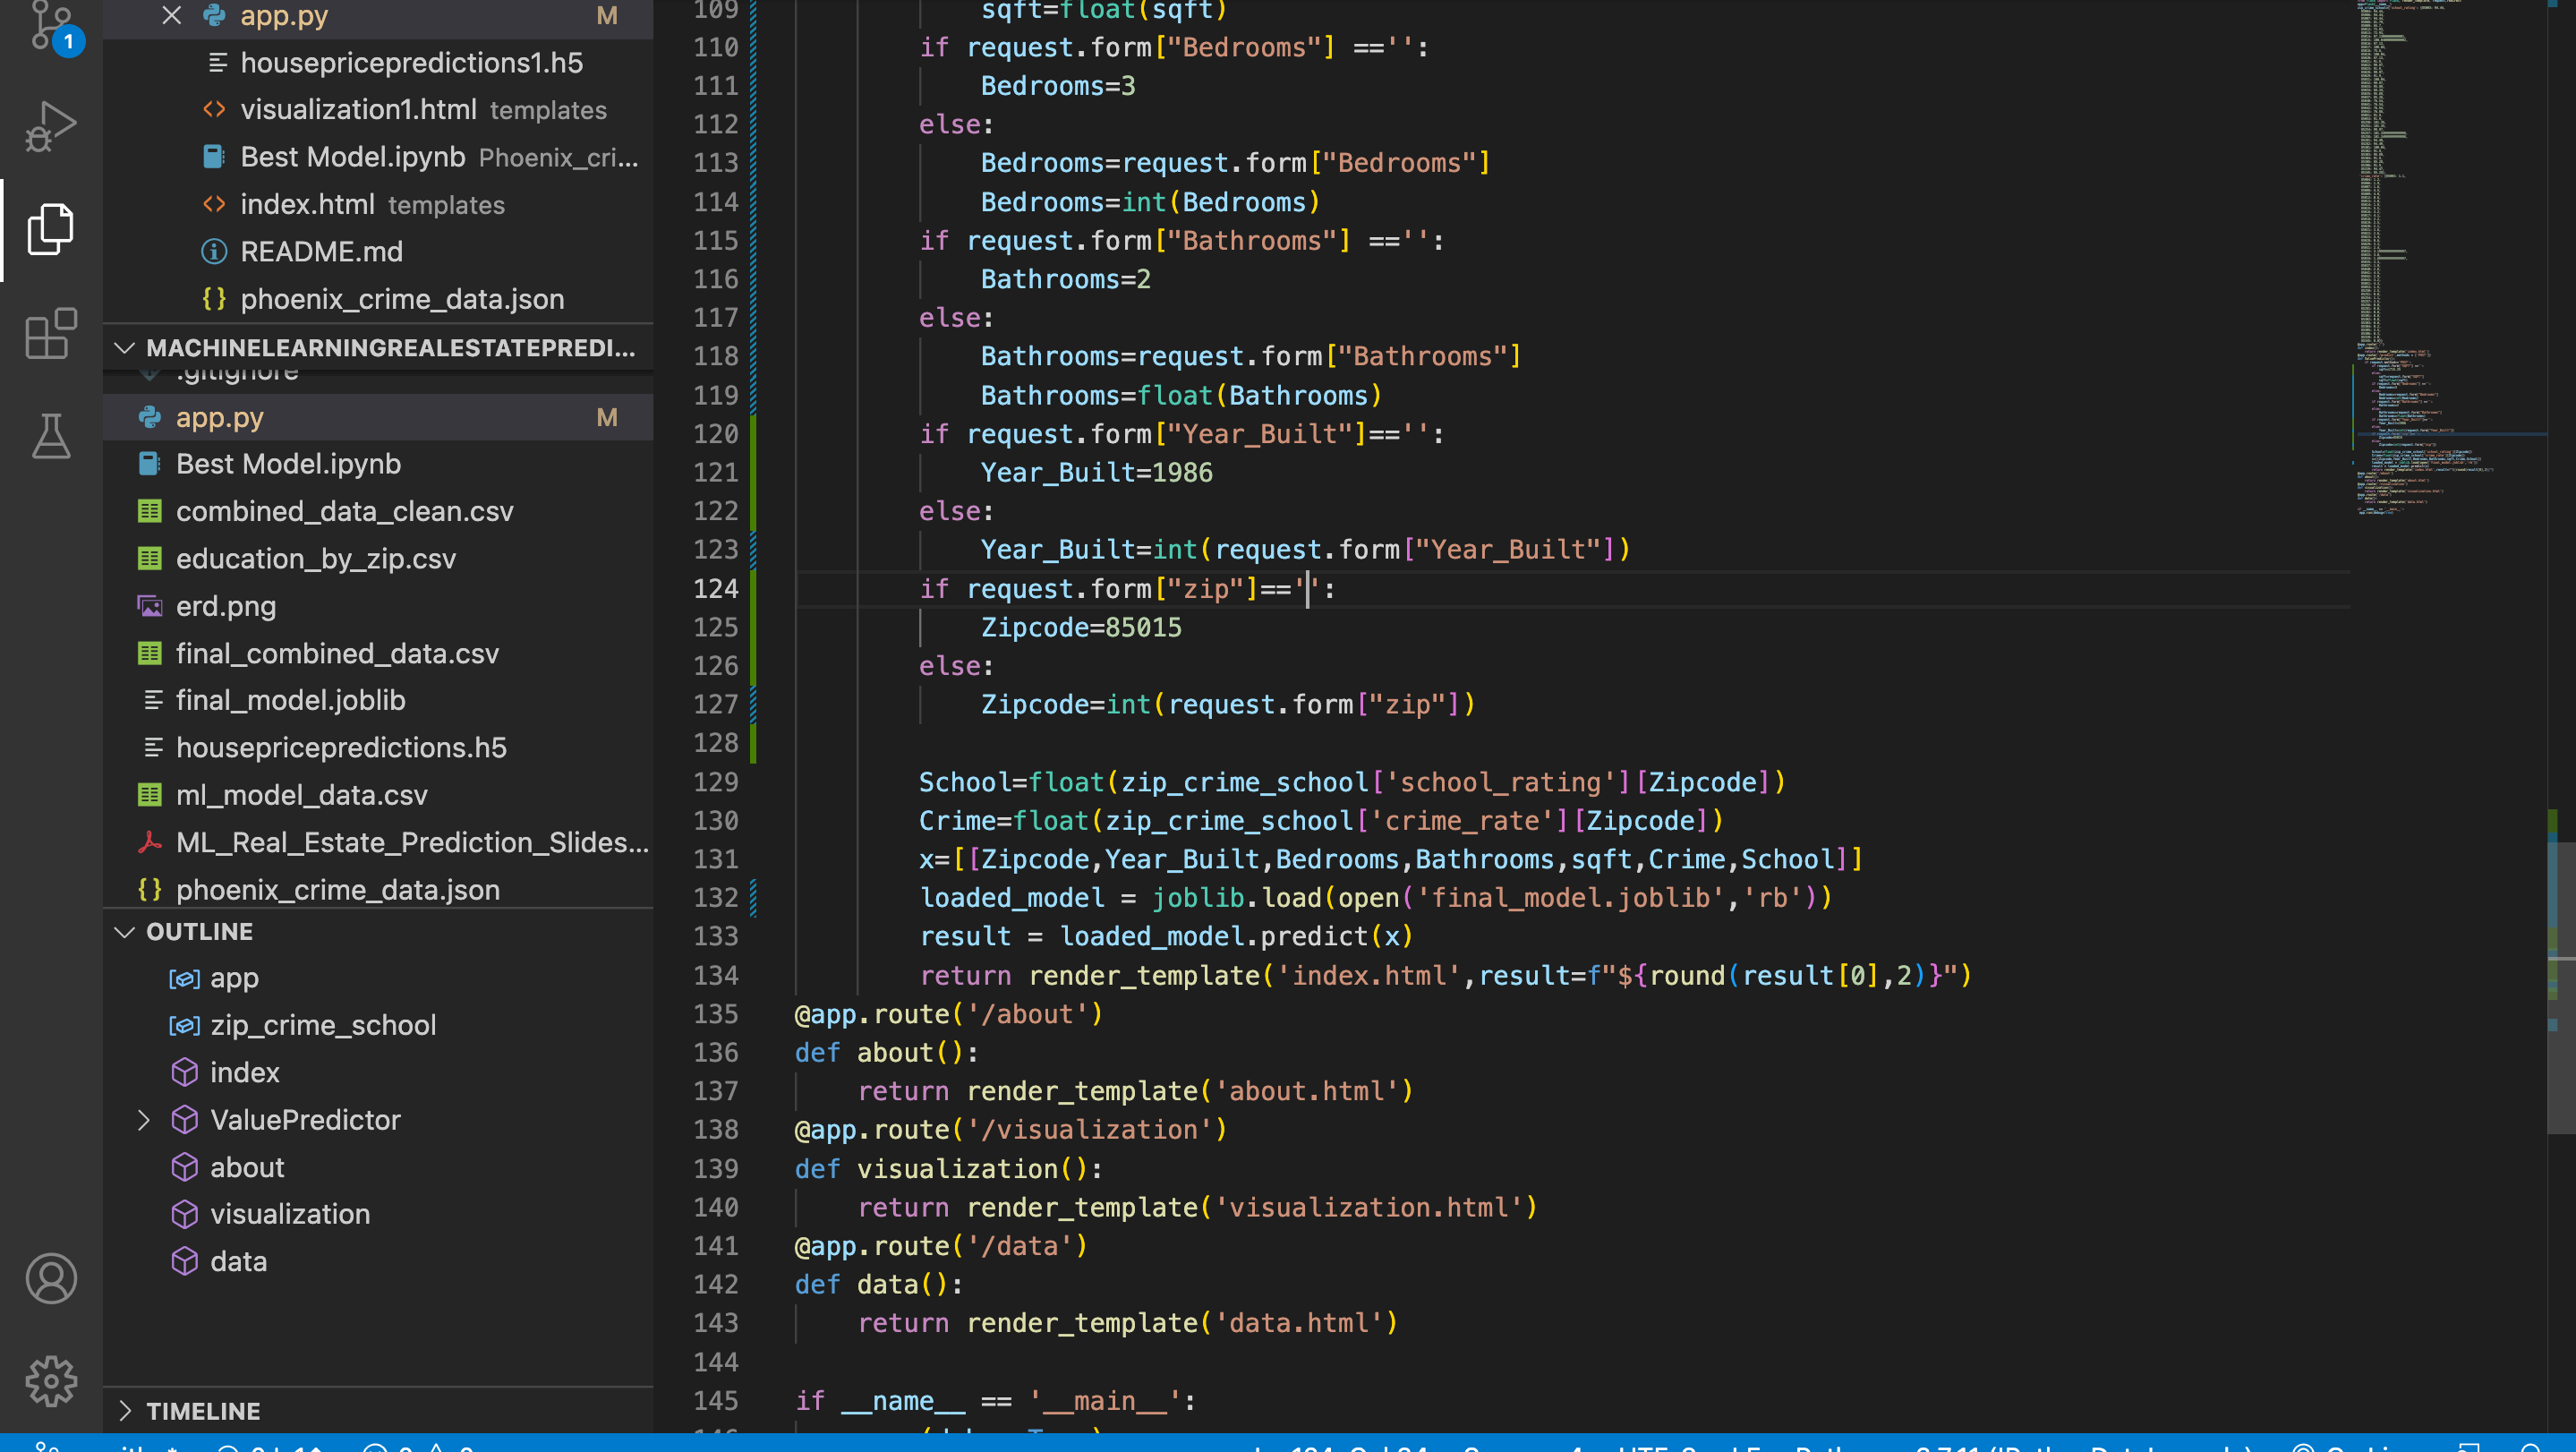 1
app.py M
housepricepredictions1.h5
visualization1.html templates
Best Model.ipynb Phoenix_cri...
index.html templates
README.md
phoenix_crime_data.json
MACHINELEARNINGREALESTATEPREDI...
.gitignore
app.py M
Best Model.ipynb
combined_data_clean.csv
education_by_zip.csv
erd.png
final_combined_data.csv
final_model.joblib
housepricepredictions.h5
ml_model_data.csv
ML_Real_Estate_Prediction_Slides...
phoenix_crime_data.json
OUTLINE
app
zip_crime_school
index
ValuePredictor
about
visualization
data
TIMELINE
109 sqft=float(sqft)
110 if request.form["Bedrooms"] =='':
111 Bedrooms=3
112 else:
113 Bedrooms=request.form["Bedrooms"]
114 Bedrooms=int(Bedrooms)
115 if request.form["Bathrooms"] =='':
116 Bathrooms=2
117 else:
118 Bathrooms=request.form["Bathrooms"]
119 Bathrooms=float(Bathrooms)
120 if request.form["Year_Built"]=='':
121 Year_Built=1986
122 else:
123 Year_Built=int(request.form["Year_Built"])
124 if request.form["zip"]=='':
125 Zipcode=85015
126 else:
127 Zipcode=int(request.form["zip"])
128
129 School=float(zip_crime_school['school_rating'][Zipcode])
130 Crime=float(zip_crime_school['crime_rate'][Zipcode])
131 x=[[Zipcode,Year_Built,Bedrooms,Bathrooms,sqft,Crime,School]]
132 loaded_model = joblib.load(open('final_model.joblib','rb'))
133 result = loaded_model.predict(x)
134 return render_template('index.html',result=f"${round(result[0],2)}")
135 @app.route('/about')
136 def about():
137 return render_template('about.html')
138 @app.route('/visualization')
139 def visualization():
140 return render_template('visualization.html')
141 @app.route('/data')
142 def data():
143 return render_template('data.html')
144
145 if __name__ == '__main__':